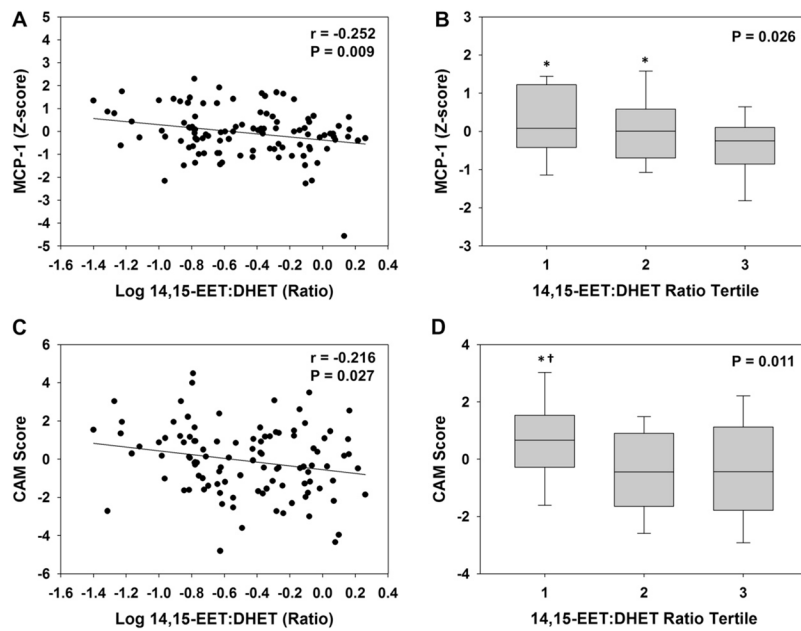 A
r = -0.252
P = 0.009
MCP-1 (Z-score)
5
4
3
2
1
0
-1
-2
-3
-4
-5
-1.6 -1.4 -1.2 -1.0 -0.8 -0.6 -0.4 -0.2 0.0 0.2 0.4
Log 14,15-EET:DHET (Ratio)
B
P = 0.026
MCP-1 (Z-score)
3
2
1
0
-1
-2
-3
* *
1 2 3
14,15-EET:DHET Ratio Tertile
C
r = -0.216
P = 0.027
CAM Score
6
4
2
0
-2
-4
-6
-1.6 -1.4 -1.2 -1.0 -0.8 -0.6 -0.4 -0.2 0.0 0.2 0.4
Log 14,15-EET:DHET (Ratio)
D
P = 0.011
CAM Score
4
2
0
-2
-4
*†
1 2 3
14,15-EET:DHET Ratio Tertile